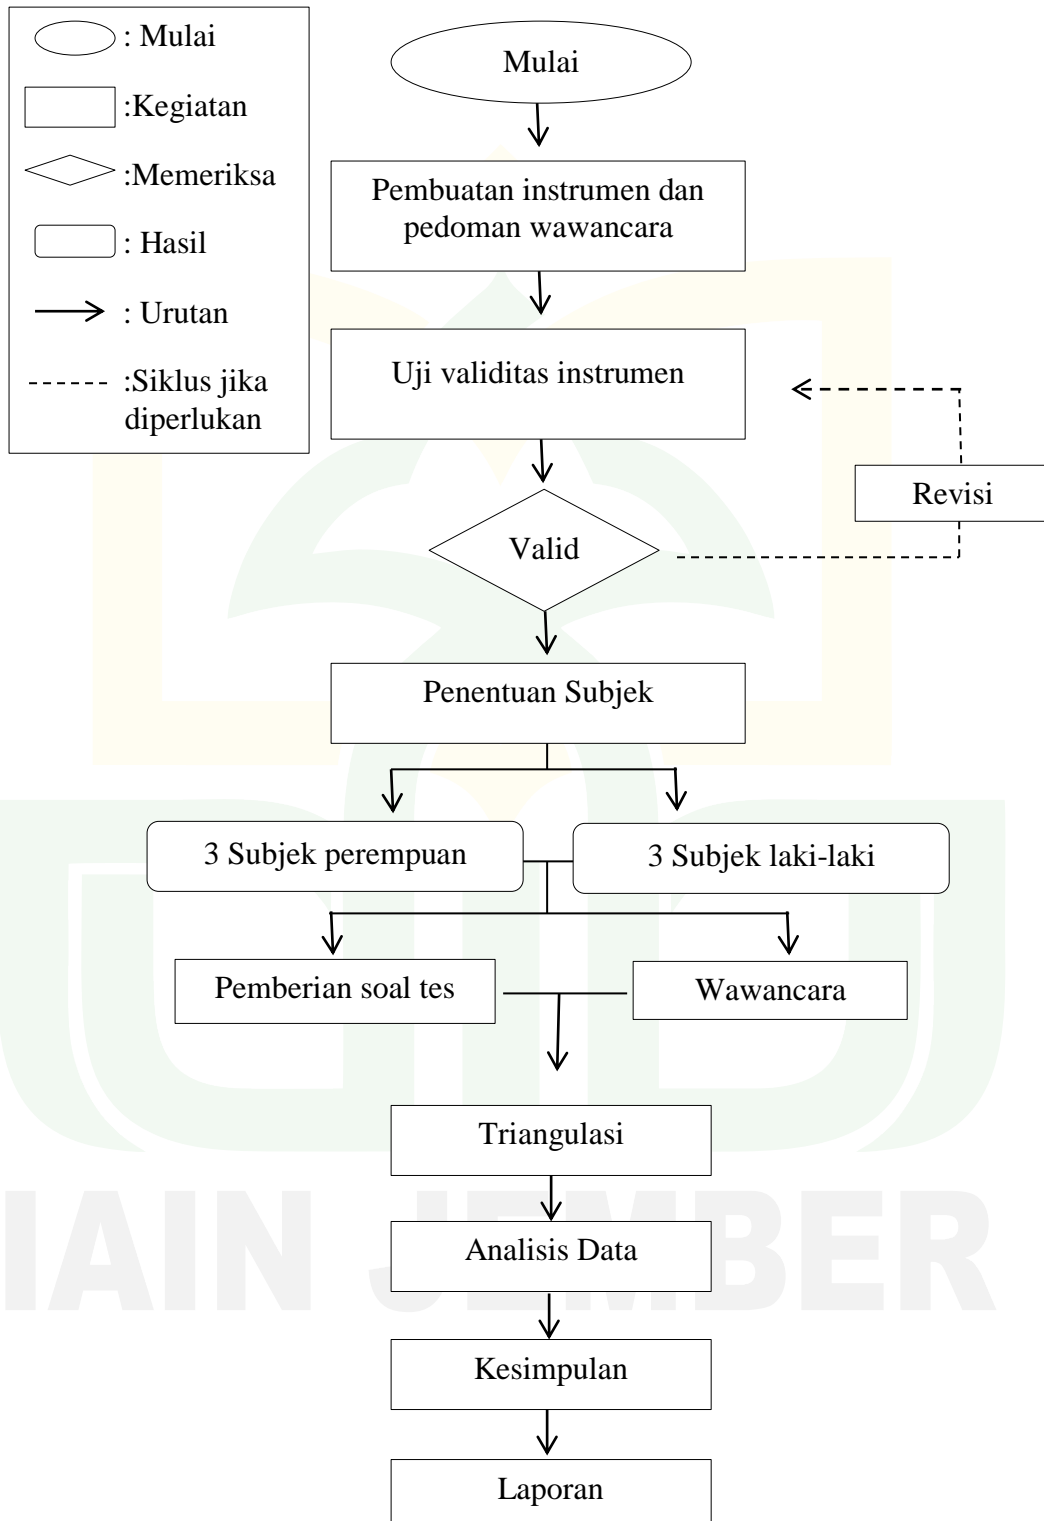 : Mulai
:Kegiatan
:Memeriksa
: Hasil
: Urutan
:Siklus jika
diperlukan
Mulai
Pembuatan instrumen dan
pedoman wawancara
Uji validitas instrumen
Revisi
Valid
Penentuan Subjek
3 Subjek perempuan
3 Subjek laki-laki
Pemberian soal tes
Wawancara
Triangulasi
Analisis Data
Kesimpulan
Laporan
IAIN JEMBER